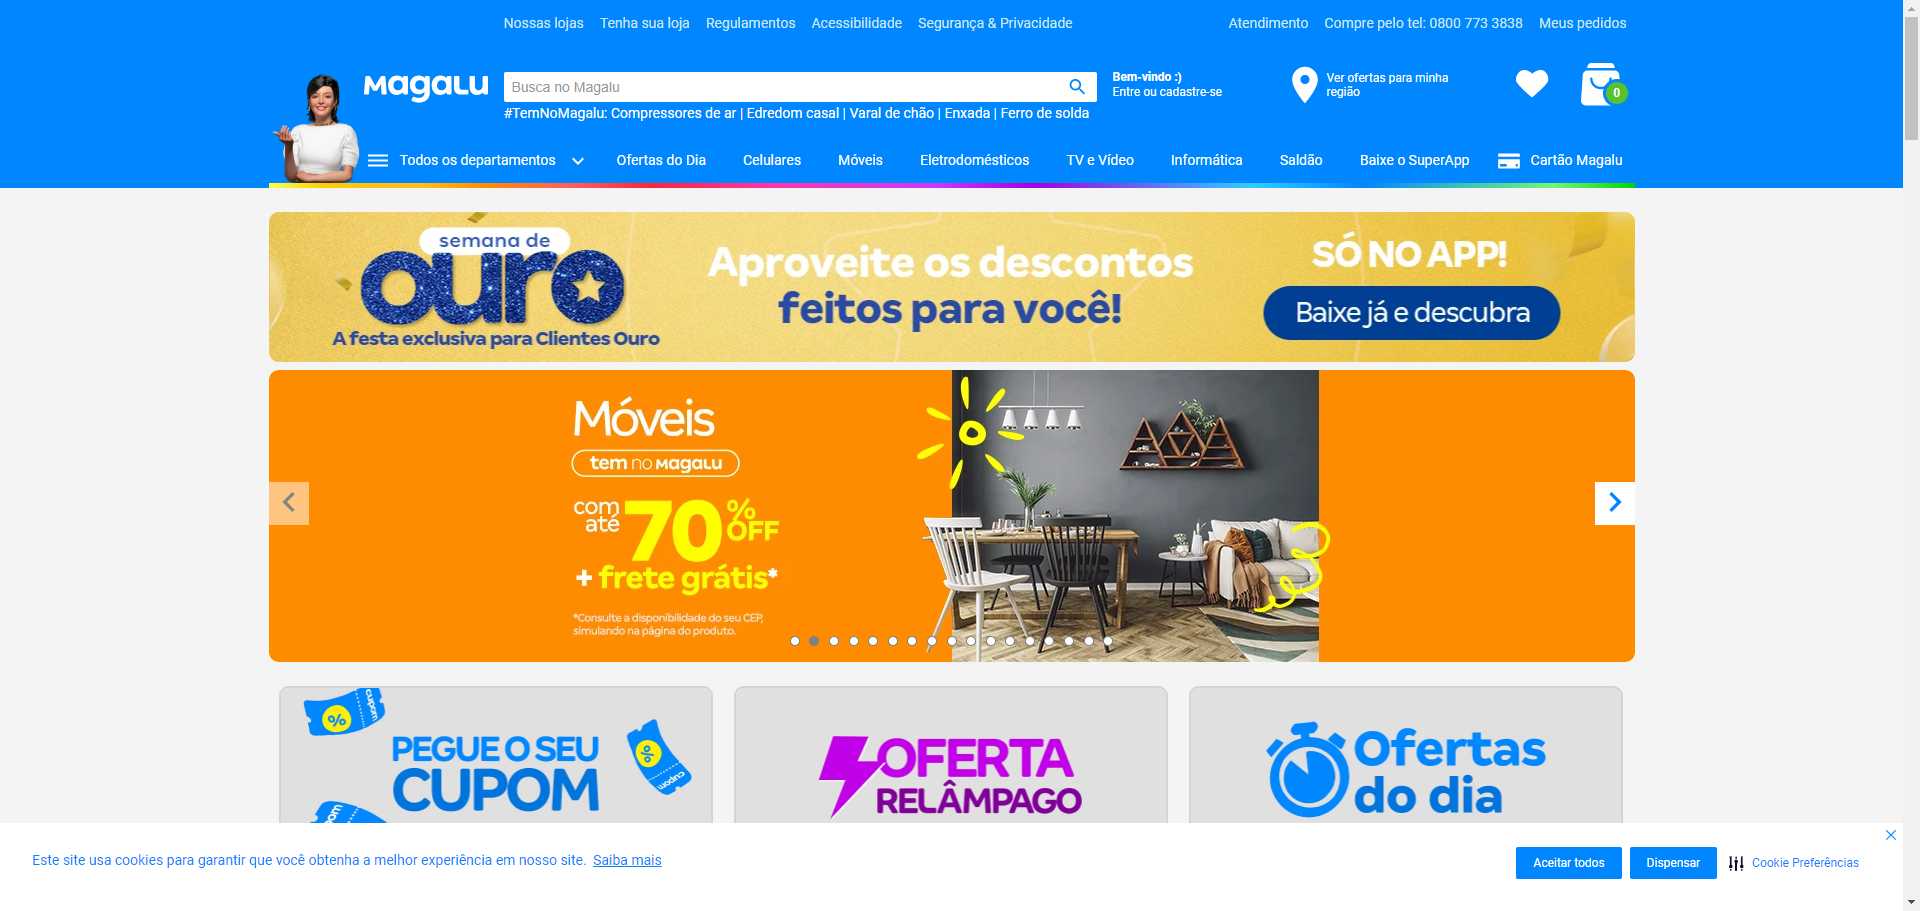 Nossas lojas Tenha sua loja Regulamentos Acessibilidade Segurança & Privacidade Atendimento Compre pelo tel: 0800 773 3838 Meus pedidos
Magalu
Busca no Magalu
Bem-vindo :)
Entre ou cadastre-se
Ver ofertas para minha
região
0
#TemNoMagalu: Compressores de ar | Edredom casal | Varal de chão | Enxada | Ferro de solda
Todos os departamentos Ofertas do Dia Celulares Móveis Eletrodomésticos TV e Vídeo Informática Saldão Baixe o SuperApp Cartão Magalu
semana de
ouro
A festa exclusiva para Clientes Ouro
Aproveite os descontos
feitos para você!
SÓ NO APP!
Baixe já e descubra
Móveis
tem no Magalu
com
até
70%
OFF
+ frete grátis*
*Consulte a disponibilidade do seu CEP,
simulando na página do produto.
%
cupom
PEGUE O SEU
CUPOM
%
cupom
cupom
OFERTA
RELÂMPAGO
Ofertas
do dia
Este site usa cookies para garantir que você obtenha a melhor experiência em nosso site. Saiba mais
Aceitar todos
Dispensar
Cookie Preferências